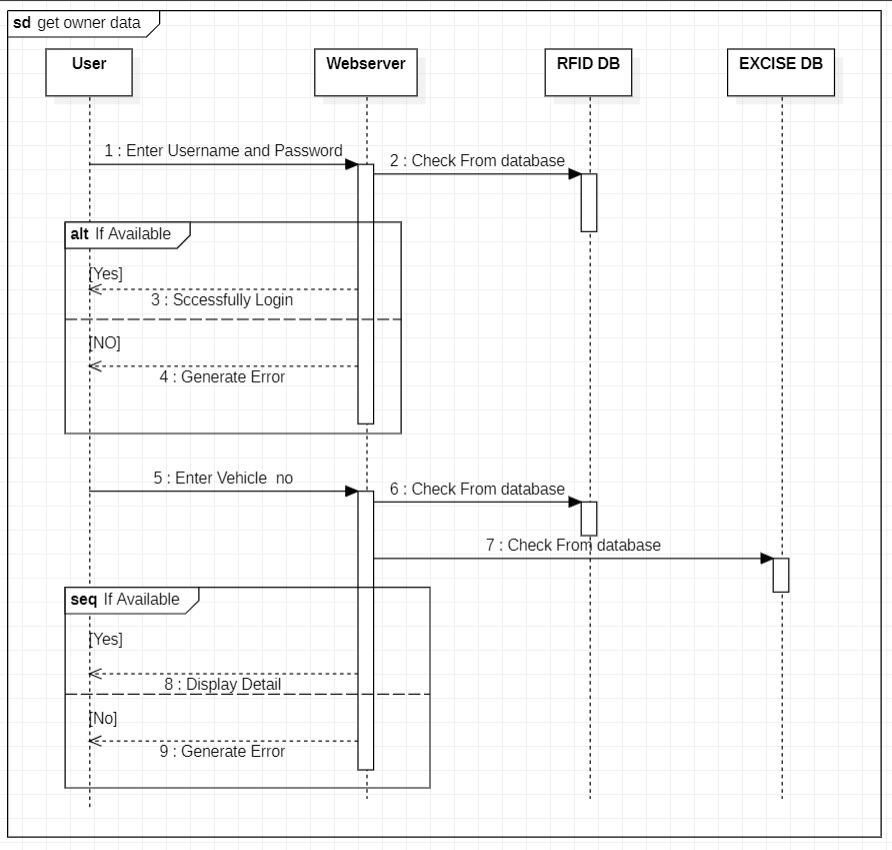 sd get owner data
User
Webserver
RFID DB
EXCISE DB
1 : Enter Username and Password
2 : Check From database
alt If Available
[Yes]
3 : Sccessfully Login
[NO]
4 : Generate Error
5 : Enter Vehicle  no
6 : Check From database
7 : Check From database
seq If Available
[Yes]
8 : Display Detail
[No]
9 : Generate Error